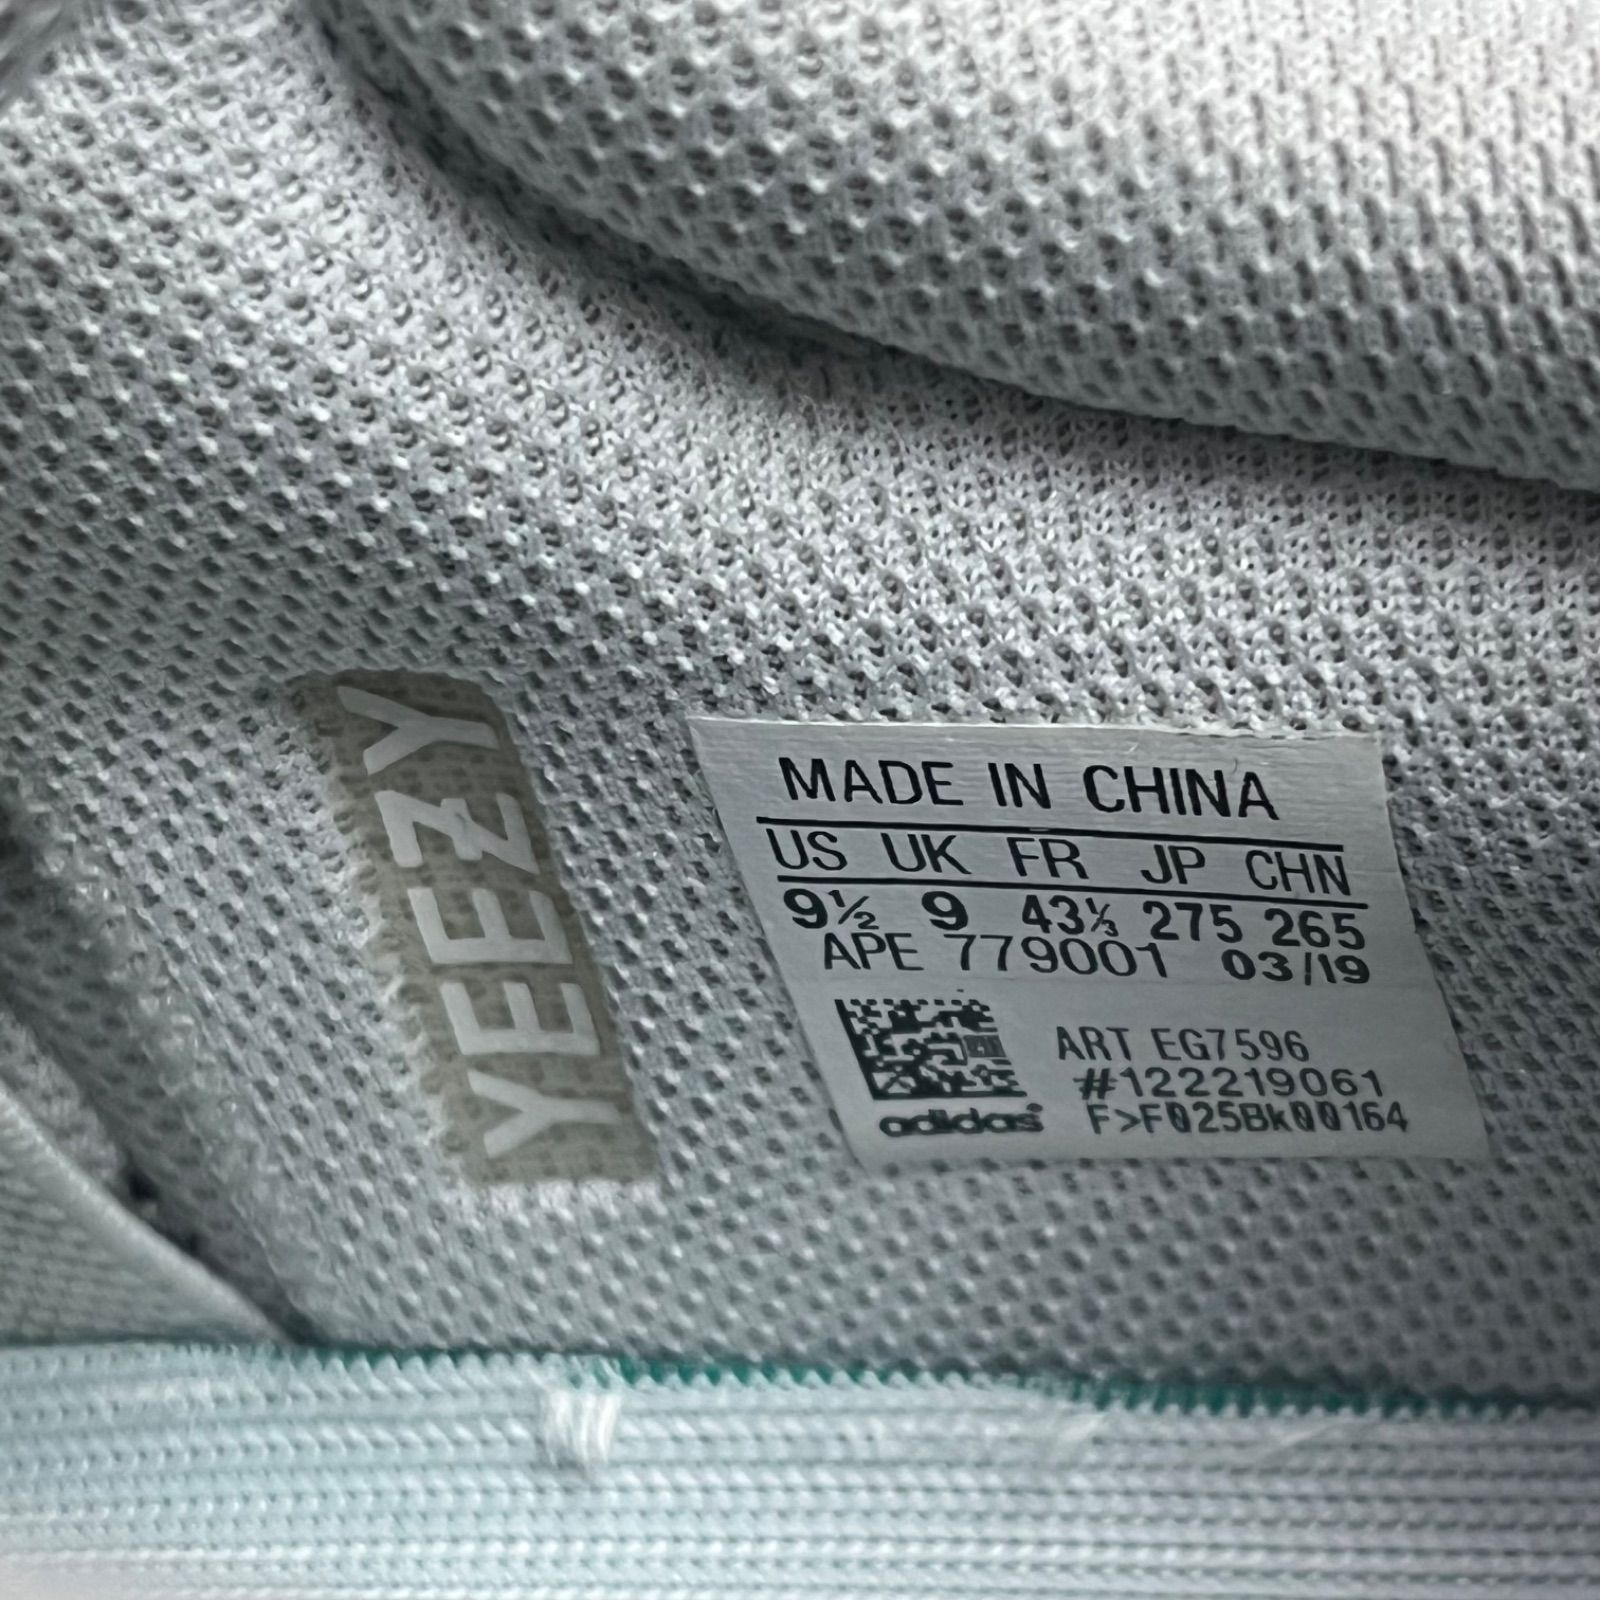 YEEZY
MADE IN CHINA
US UK FR JP CHN
9½ 9 43⅓ 275 265
APE 779001 03/19
ART EG7596
#122219061
adidas® F>F025Bk00164